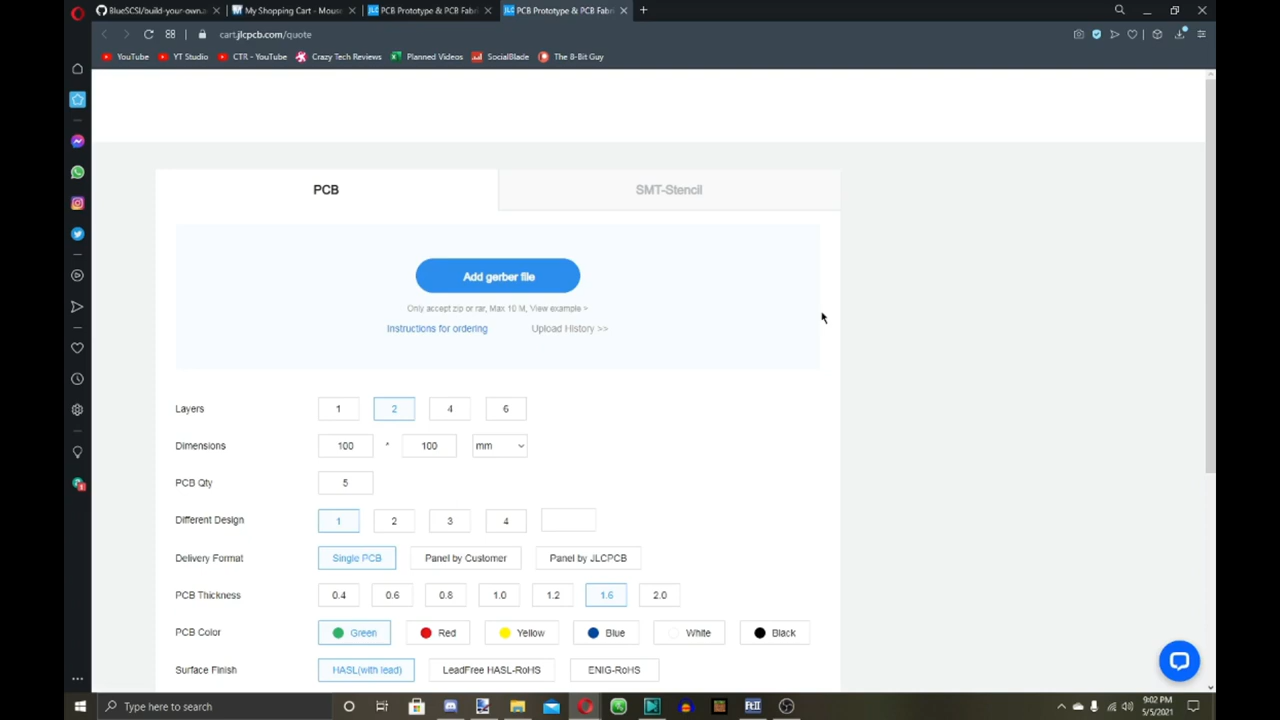 BlueSCSI/build-your-own.
My Shopping Cart - Mouse
JLC PCB Prototype & PCB Fabri
JLC PCB Prototype & PCB Fabri
cart.jlcpcb.com/quote
YouTube YT Studio CTR - YouTube Crazy Tech Reviews Planned Videos SocialBlade The 8-Bit Guy
PCB SMT-Stencil
Add gerber file
Only accept zip or rar, Max 10 M, View example >
Instructions for ordering Upload History >>
Layers 1 2 4 6
Dimensions 100 * 100 mm
PCB Qty 5
Different Design 1 2 3 4
Delivery Format Single PCB Panel by Customer Panel by JLCPCB
PCB Thickness 0.4 0.6 0.8 1.0 1.2 1.6 2.0
PCB Color Green Red Yellow Blue White Black
Surface Finish HASL(with lead) LeadFree HASL-RoHS ENIG-RoHS
Type here to search
9:02 PM
5/5/2021